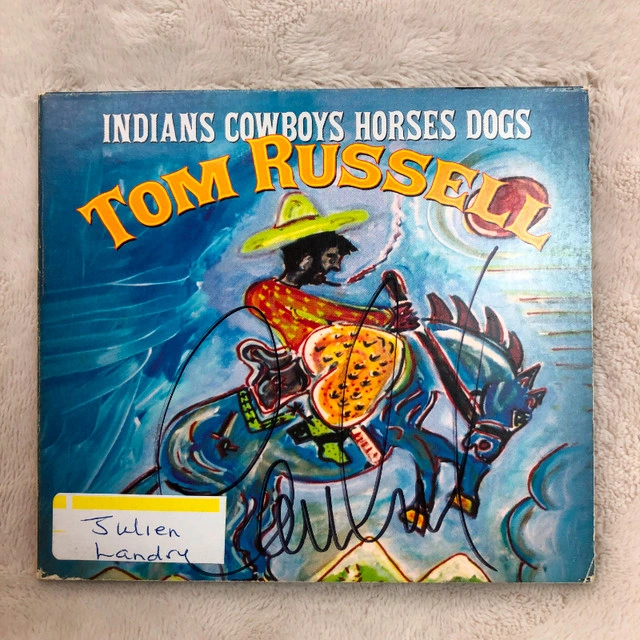 INDIANS COWBOYS HORSES DOGS
TOM RUSSELL
Julien
Landry